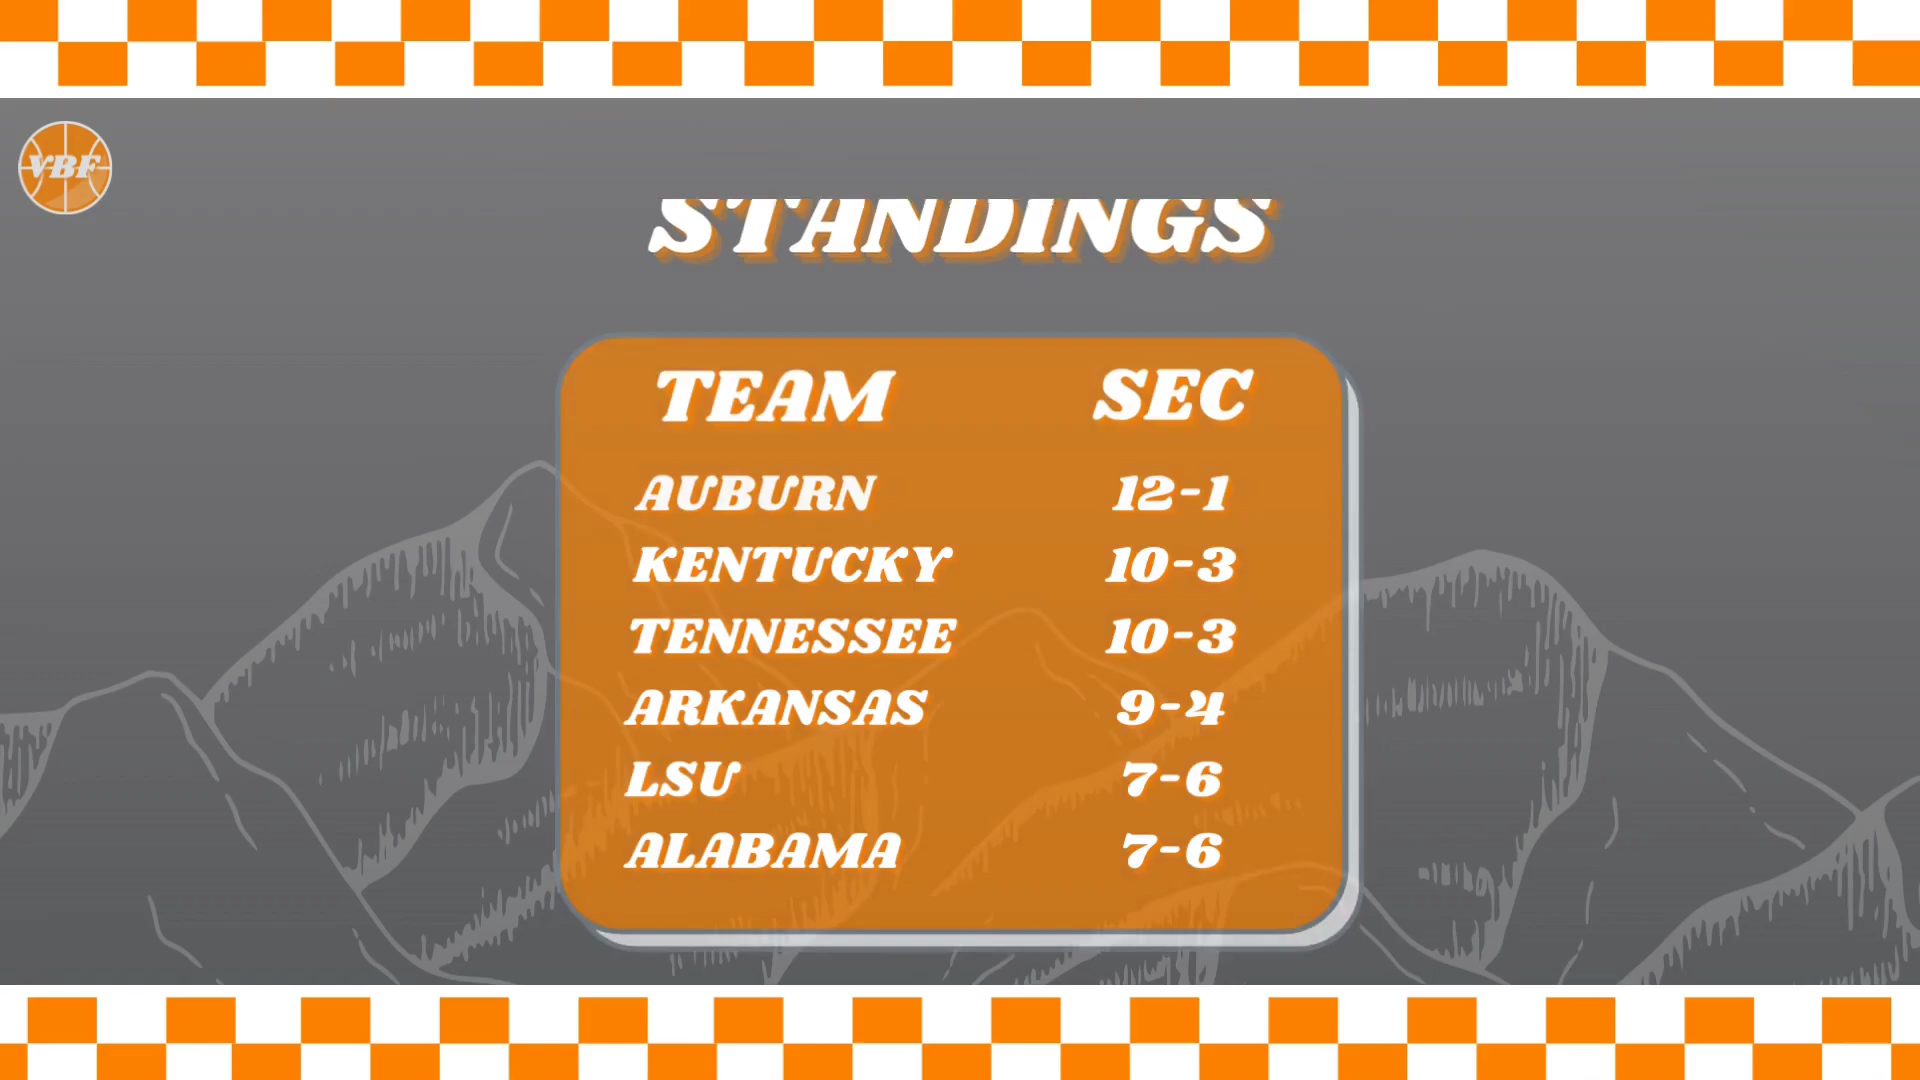 VBF
STANDINGS
TEAM SEC
AUBURN 12-1
KENTUCKY 10-3
TENNESSEE 10-3
ARKANSAS 9-4
LSU 7-6
ALABAMA 7-6